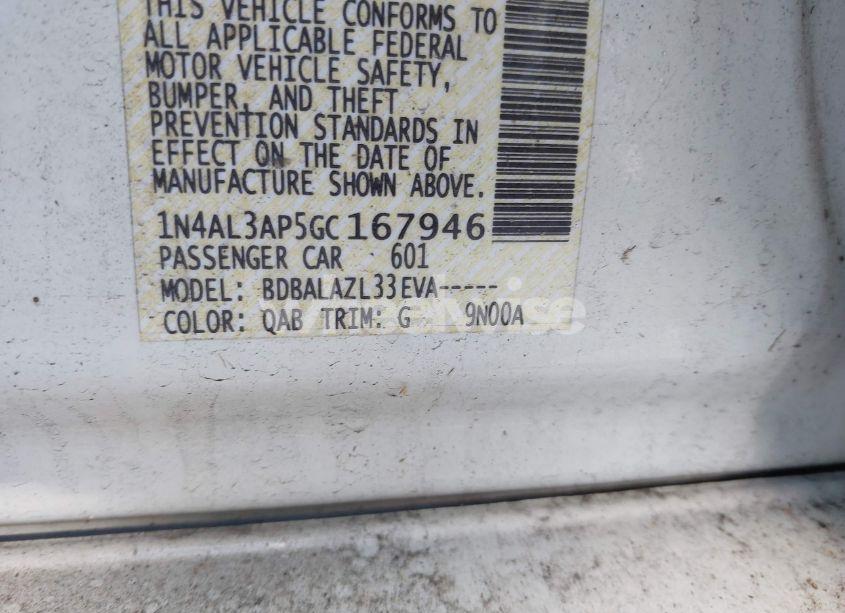 THIS VEHICLE CONFORMS TO
ALL APPLICABLE FEDERAL
MOTOR VEHICLE SAFETY,
BUMPER, AND THEFT
PREVENTION STANDARDS IN
EFFECT ON THE DATE OF
MANUFACTURE SHOWN ABOVE.
1N4AL3AP5GC167946
PASSENGER CAR 601
MODEL: BDBALAZL33EVA-----
COLOR: QAB TRIM: G 9N00A